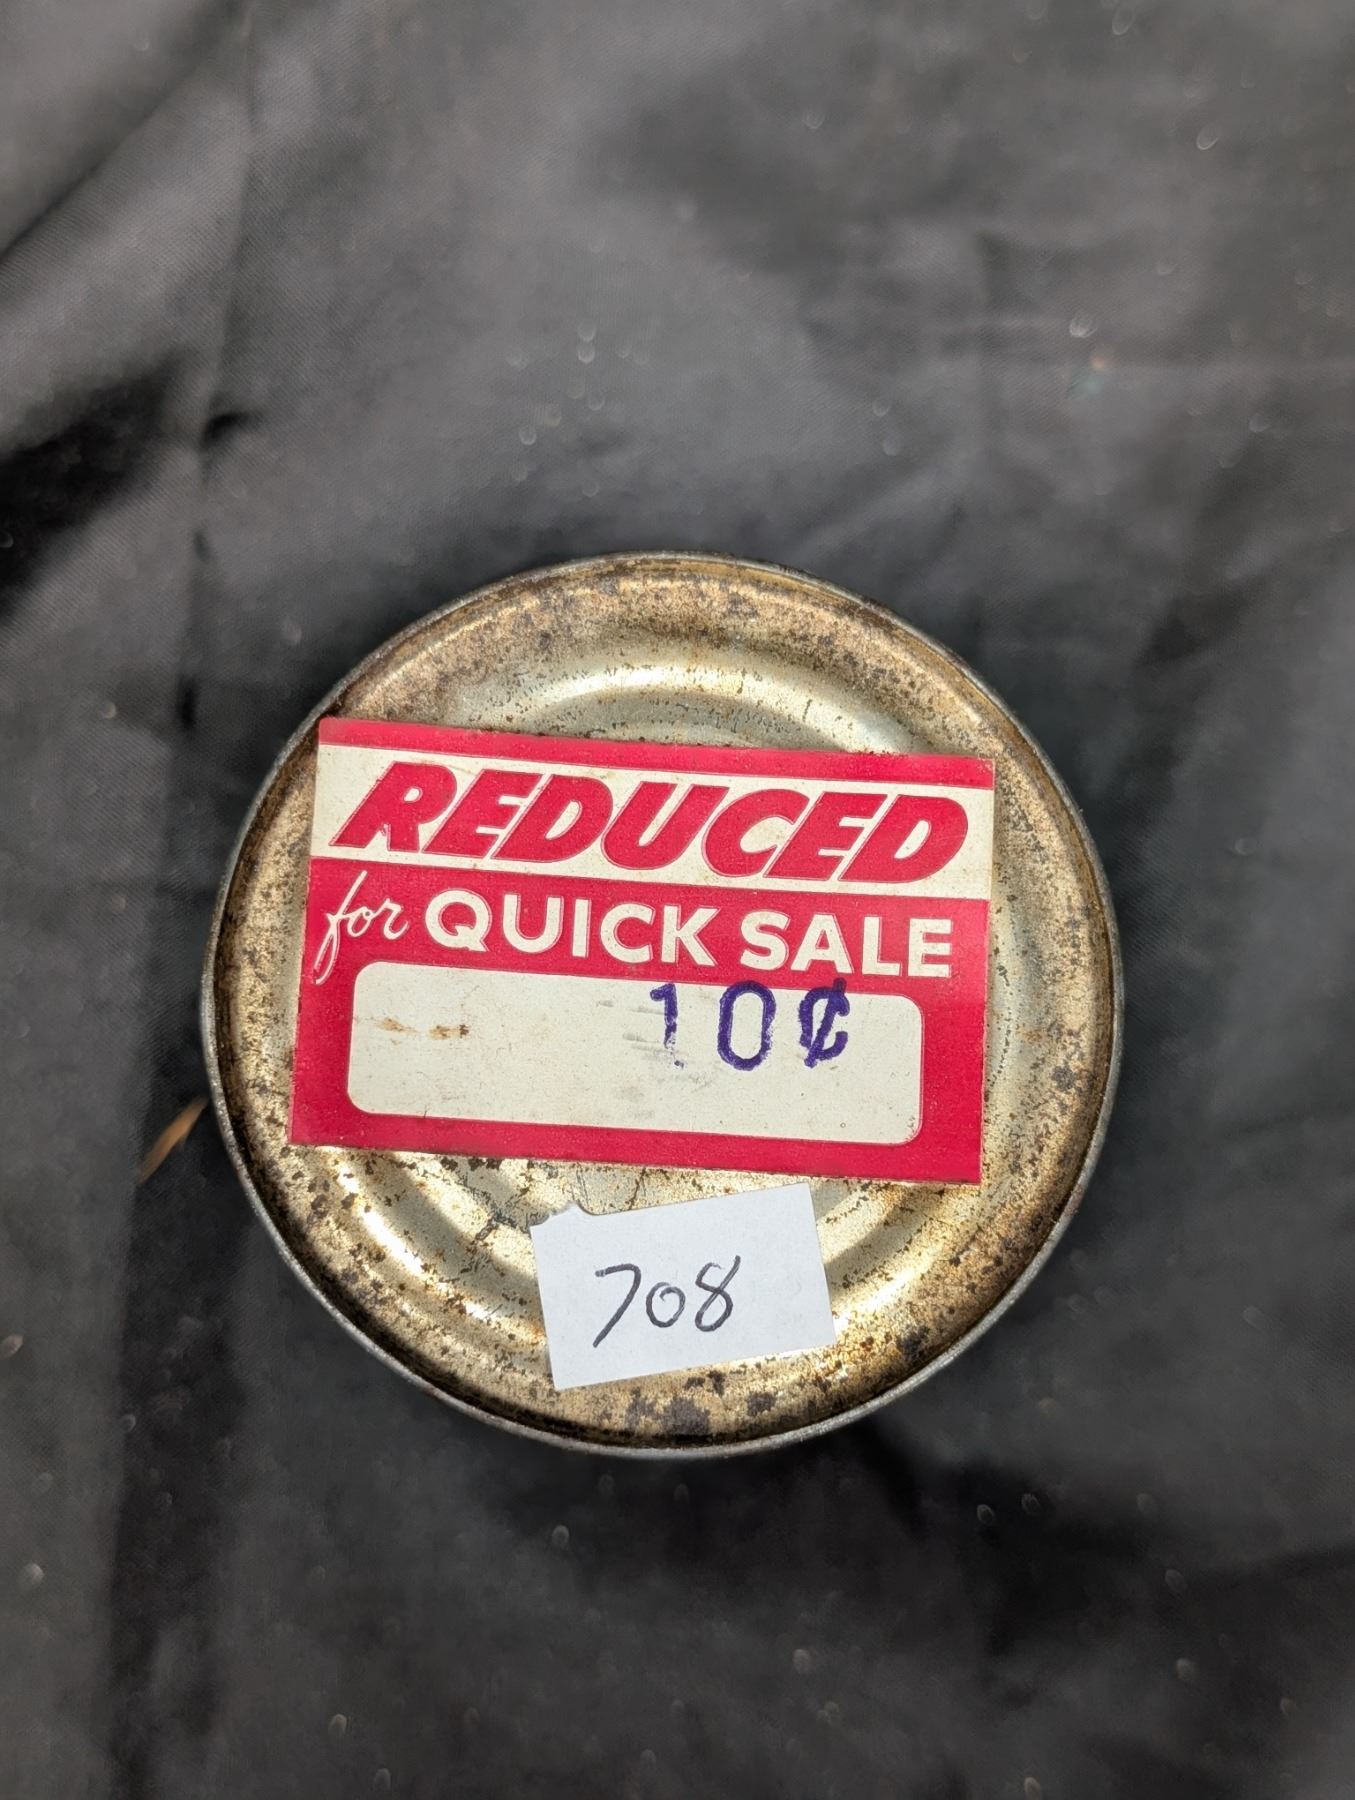 REDUCED
for QUICK SALE
10¢
708